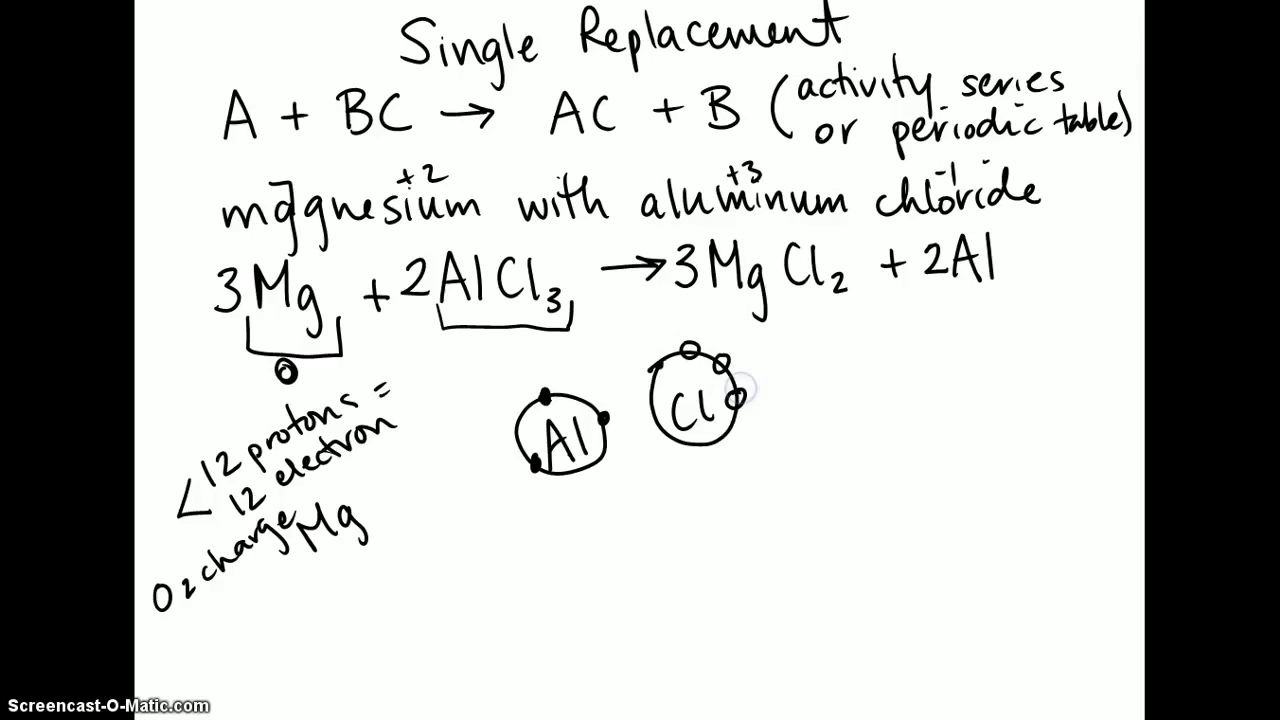 Single Replacement
A + BC → AC + B (activity series
or periodic table)
+2 +3 -1
magnesium with aluminum chloride
3Mg + 2AlCl3 → 3MgCl2 + 2Al
0
12 protons =
12 electron
0 = charge Mg
Al Cl
Screencast-O-Matic.com